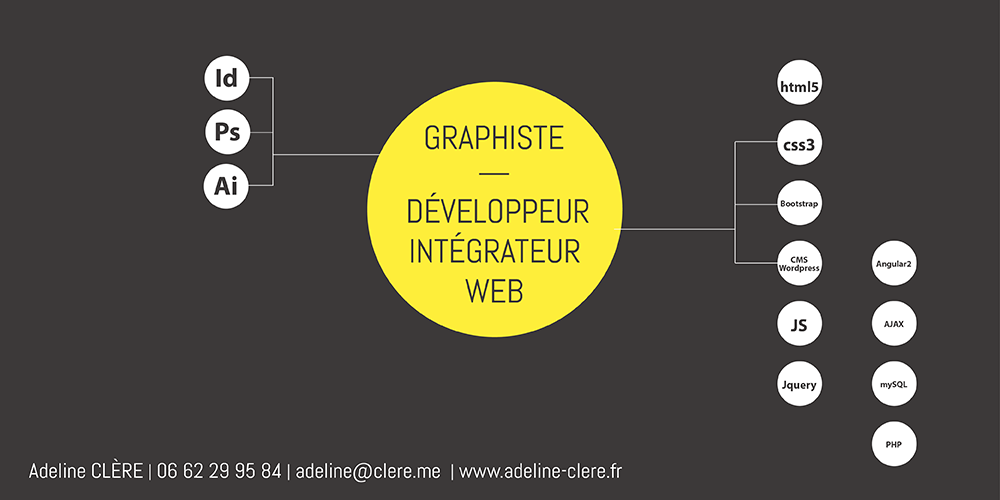 Id
Ps
Ai
GRAPHISTE
—
DÉVELOPPEUR
INTÉGRATEUR
WEB
html5
css3
Bootstrap
CMS
Wordpress
JS
Jquery
Angular2
AJAX
mySQL
PHP
Adeline CLÈRE | 06 62 29 95 84 | adeline@clere.me | www.adeline-clere.fr